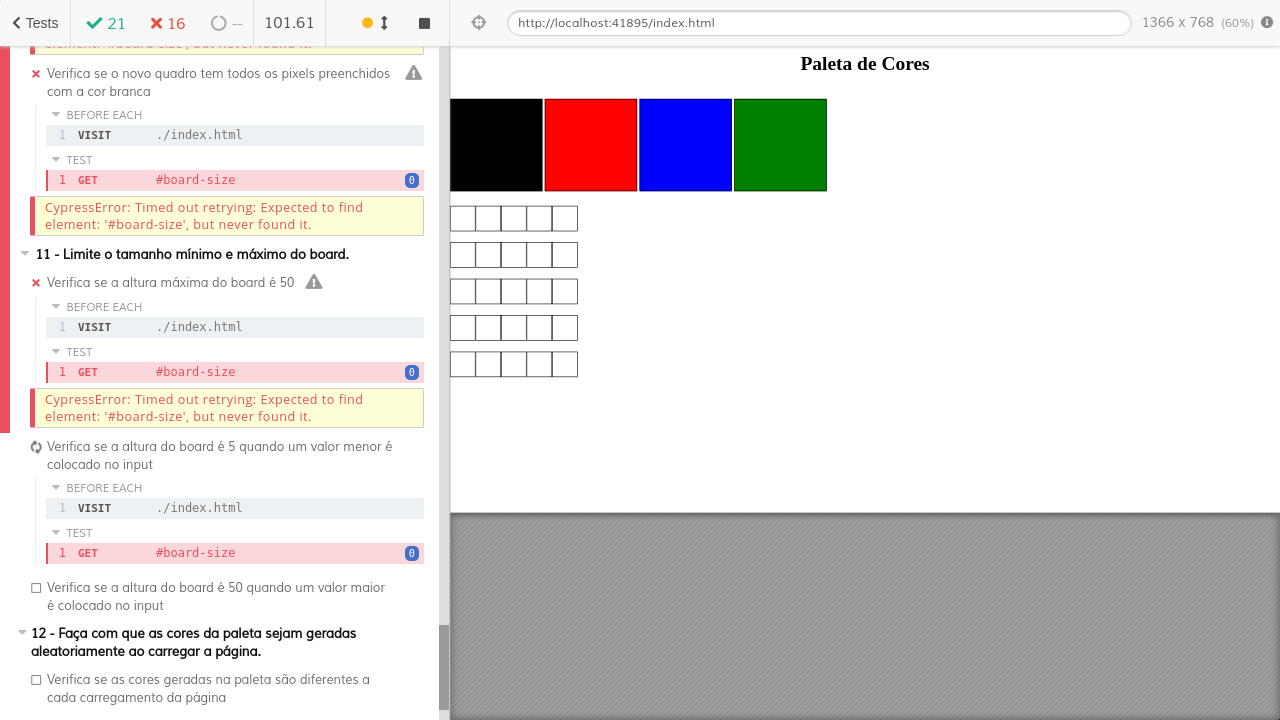 Tests
21
16
--
101.61
http://localhost:41895/index.html
1366 x 768 (60%)
element: '#board-size', but never found it.
Verifica se o novo quadro tem todos os pixels preenchidos
com a cor branca
BEFORE EACH
1 VISIT ./index.html
TEST
1 GET #board-size 0
CypressError: Timed out retrying: Expected to find
element: '#board-size', but never found it.
11 - Limite o tamanho mínimo e máximo do board.
Verifica se a altura máxima do board é 50
BEFORE EACH
1 VISIT ./index.html
TEST
1 GET #board-size 0
CypressError: Timed out retrying: Expected to find
element: '#board-size', but never found it.
Verifica se a altura do board é 5 quando um valor menor é
colocado no input
BEFORE EACH
1 VISIT ./index.html
TEST
1 GET #board-size 0
Verifica se a altura do board é 50 quando um valor maior
é colocado no input
12 - Faça com que as cores da paleta sejam geradas
aleatoriamente ao carregar a página.
Verifica se as cores geradas na paleta são diferentes a
cada carregamento da página
Paleta de Cores